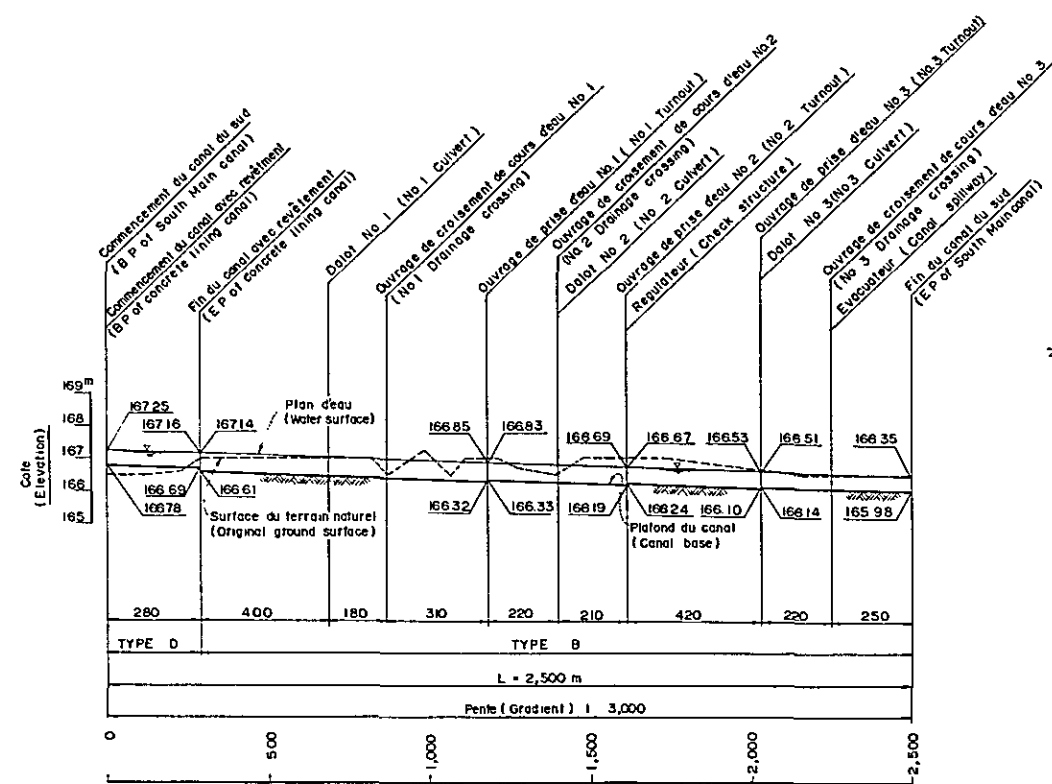 Commencement du canal du sud
(BP of South Main canal)
Commencement du canal avec revêtment
(BP of concrete lining canal)
Fin du canal avec revêtement
(EP of concrete lining canal)
Dalot No 1 (No 1 Culvert)
Ouvrage de croisement de cours d'eau No 1
(No 1 Drainage crossing)
Ouvrage de prise d'eau No.1 (No1 Turnout)
Ouvrage de croisement de cours d'eau No.2
(No.2 Drainage crossing)
Dalot No 2 (No 2 Culvert)
Ouvrage de prise d'eau No 2 (No 2 Turnout)
Regulateur (Check structure)
Ouvrage de prise d'eau No 3 (No.3 Turnout)
Dalot No 3 (No 3 Culvert)
Ouvrage de croisement de cours d'eau No 3
(No 3 Drainage crossing)
Evacuateur (Canal spillway)
Fin du canal du sud
(EP of South Main canal)
Cote
(Elevation)
169 m
168
167
166
165
167 25
167.16
167.14
166.85
166.83
166.69
166.67
166.53
166.51
166.35
Plan d'eau
(Water surface)
166.69
166.61
166 78
166.32
166.33
166.19
166.24
166.10
166.14
165.98
Surface du terrain naturel
(Original ground surface)
Plafond du canal
(Canal base)
280 400 180 310 220 210 420 220 250
TYPE D TYPE B
L = 2,500 m
Pente (Gradient) 1 3,000
0 500 1,000 1,500 2,000 2,500